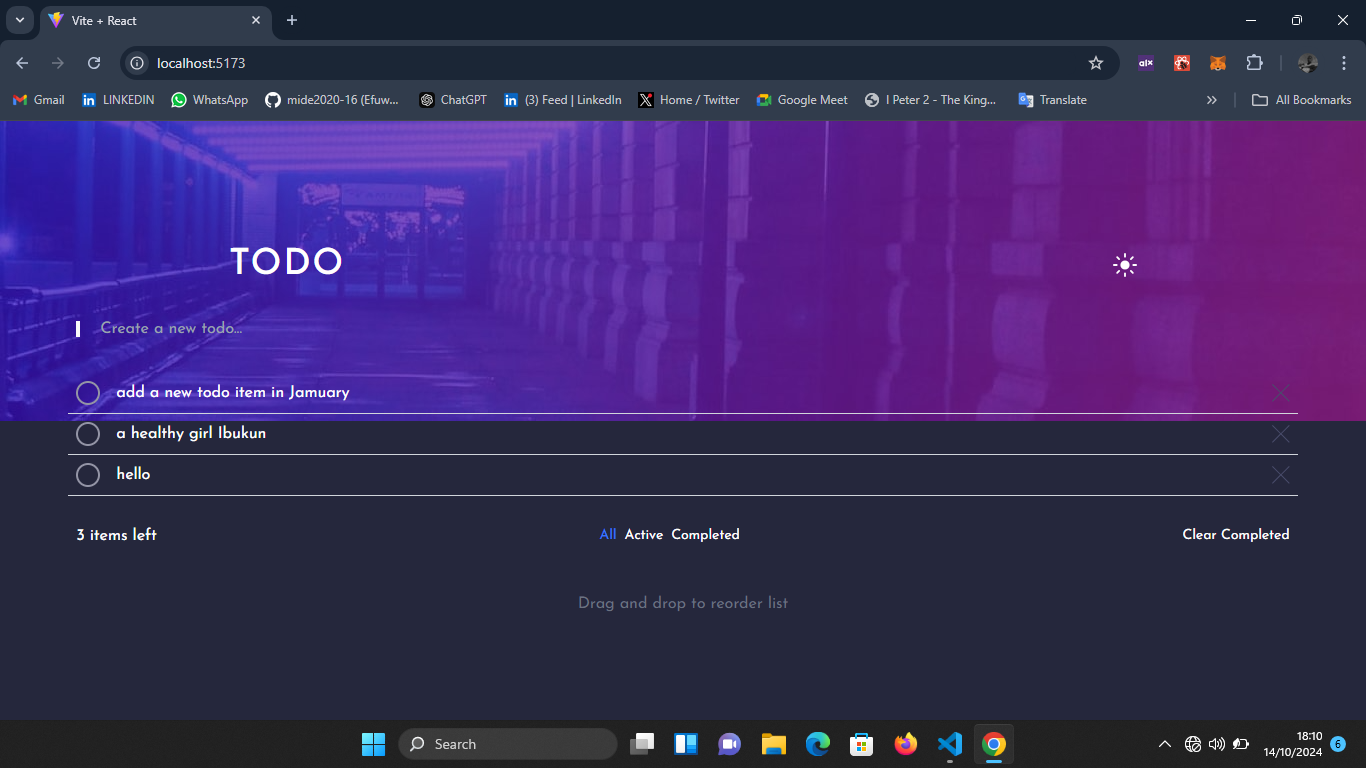 Vite + React
localhost:5173
alx
Gmail LINKEDIN WhatsApp mide2020-16 (Efuw... ChatGPT (3) Feed | LinkedIn Home / Twitter Google Meet I Peter 2 - The King... Translate » All Bookmarks
TODO
Create a new todo...
add a new todo item in Jamuary
a healthy girl Ibukun
hello
3 items left All Active Completed Clear Completed
Drag and drop to reorder list
Search
18:10
14/10/2024 6